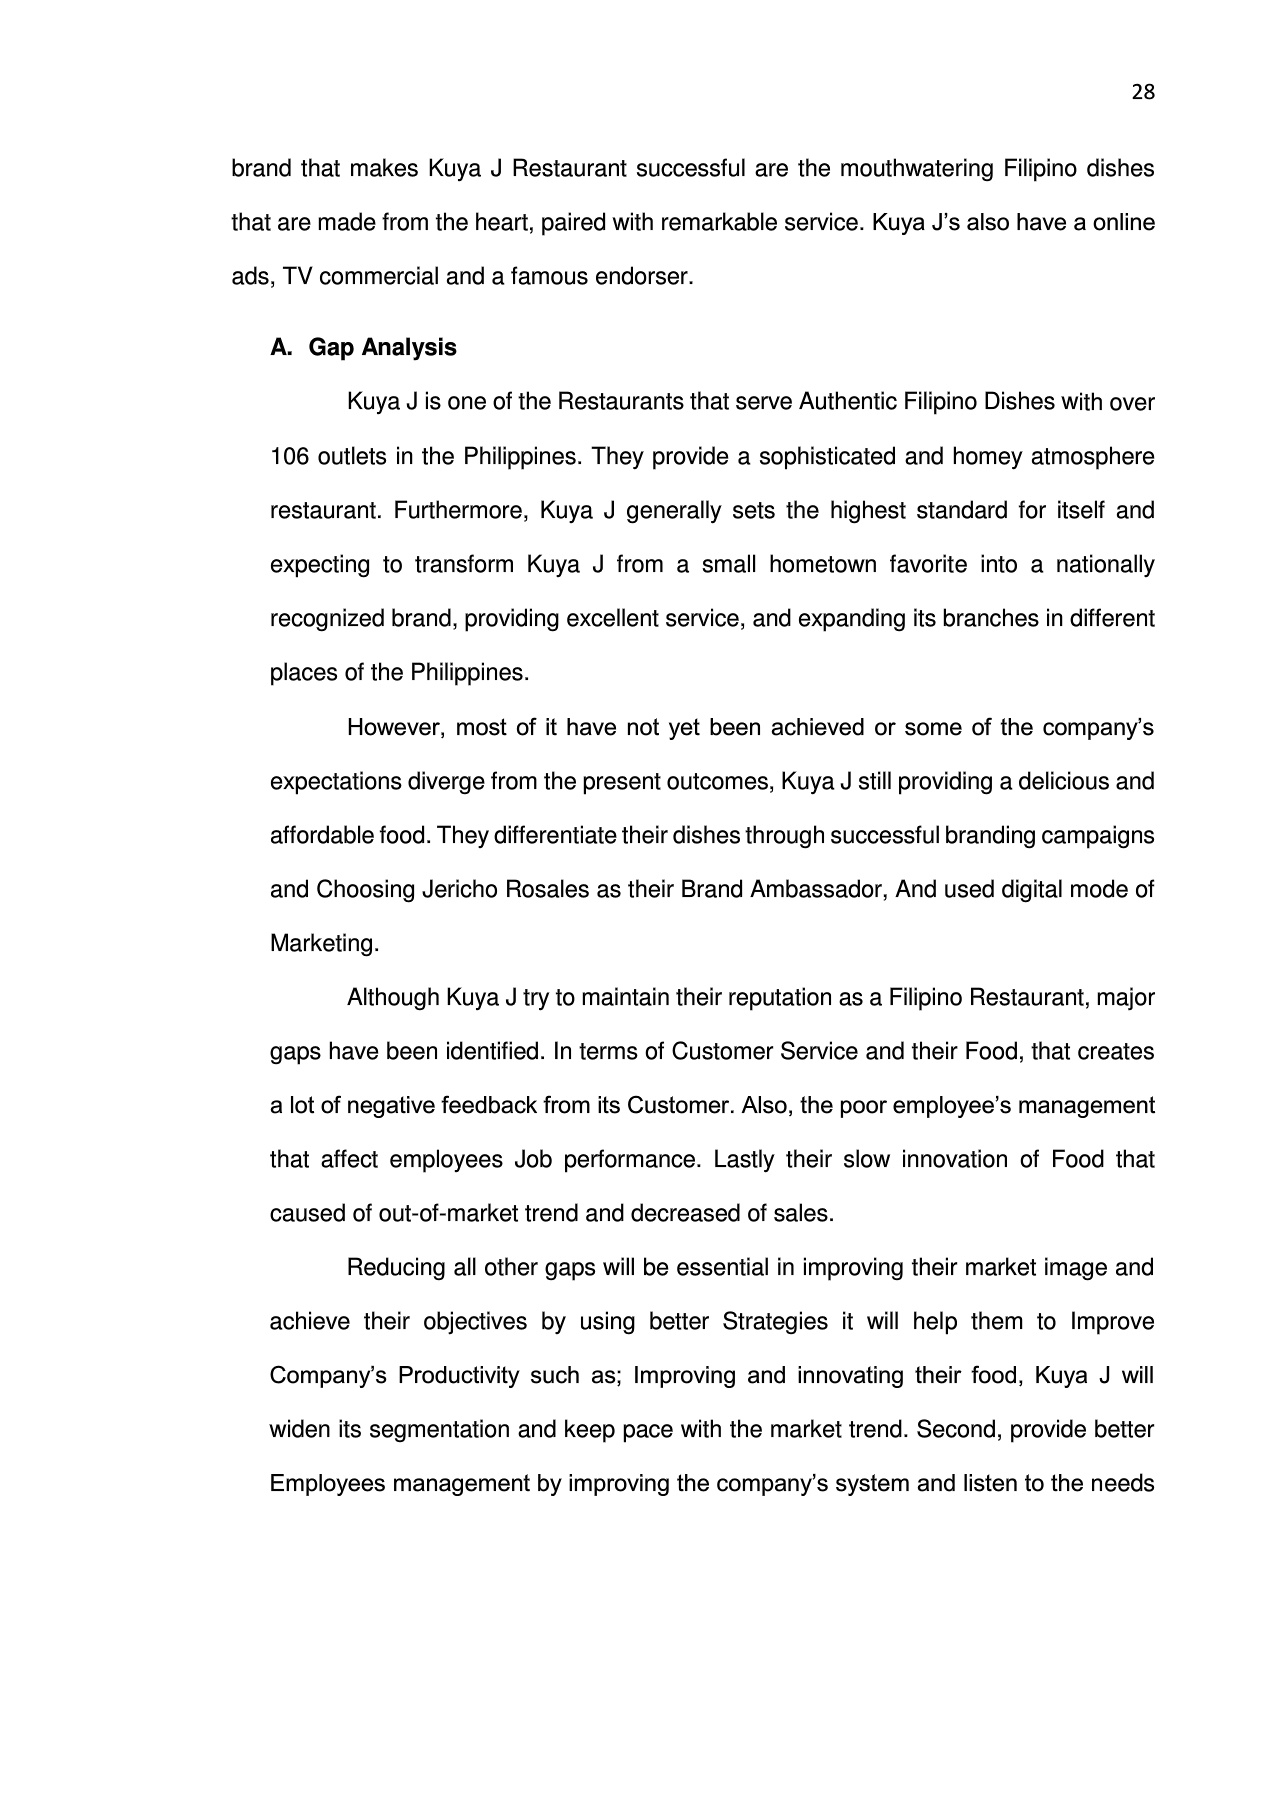 28
brand that makes Kuya J Restaurant successful are the mouthwatering Filipino dishes
that are made from the heart, paired with remarkable service. Kuya J’s also have a online
ads, TV commercial and a famous endorser.
A. Gap Analysis
Kuya J is one of the Restaurants that serve Authentic Filipino Dishes with over
106 outlets in the Philippines. They provide a sophisticated and homey atmosphere
restaurant. Furthermore, Kuya J generally sets the highest standard for itself and
expecting to transform Kuya J from a small hometown favorite into a nationally
recognized brand, providing excellent service, and expanding its branches in different
places of the Philippines.
However, most of it have not yet been achieved or some of the company’s
expectations diverge from the present outcomes, Kuya J still providing a delicious and
affordable food. They differentiate their dishes through successful branding campaigns
and Choosing Jericho Rosales as their Brand Ambassador, And used digital mode of
Marketing.
Although Kuya J try to maintain their reputation as a Filipino Restaurant, major
gaps have been identified. In terms of Customer Service and their Food, that creates
a lot of negative feedback from its Customer. Also, the poor employee’s management
that affect employees Job performance. Lastly their slow innovation of Food that
caused of out-of-market trend and decreased of sales.
Reducing all other gaps will be essential in improving their market image and
achieve their objectives by using better Strategies it will help them to Improve
Company’s Productivity such as; Improving and innovating their food, Kuya J will
widen its segmentation and keep pace with the market trend. Second, provide better
Employees management by improving the company’s system and listen to the needs